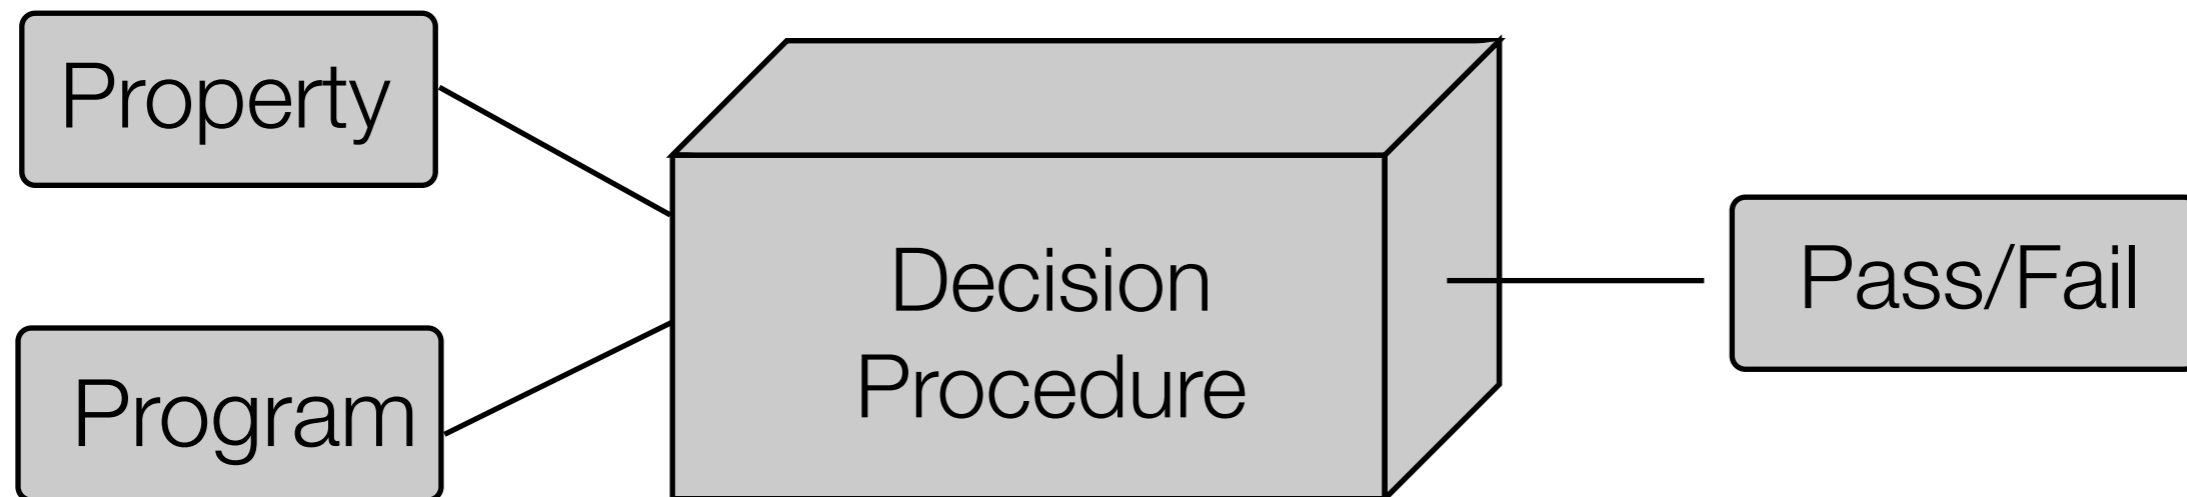 Property
Program
Decision
Procedure
Pass/Fail